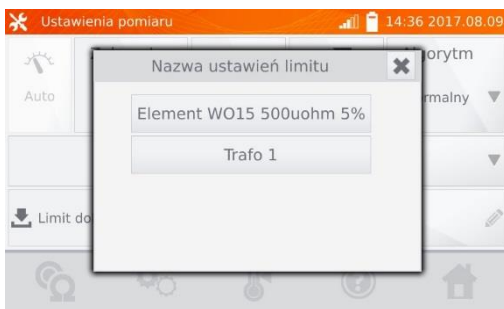 Ustawienia pomiaru
14:36 2017.08.09
Nazwa ustawień limitu
Auto
Element WO15 500uohm 5%
Trafo 1
Limit do